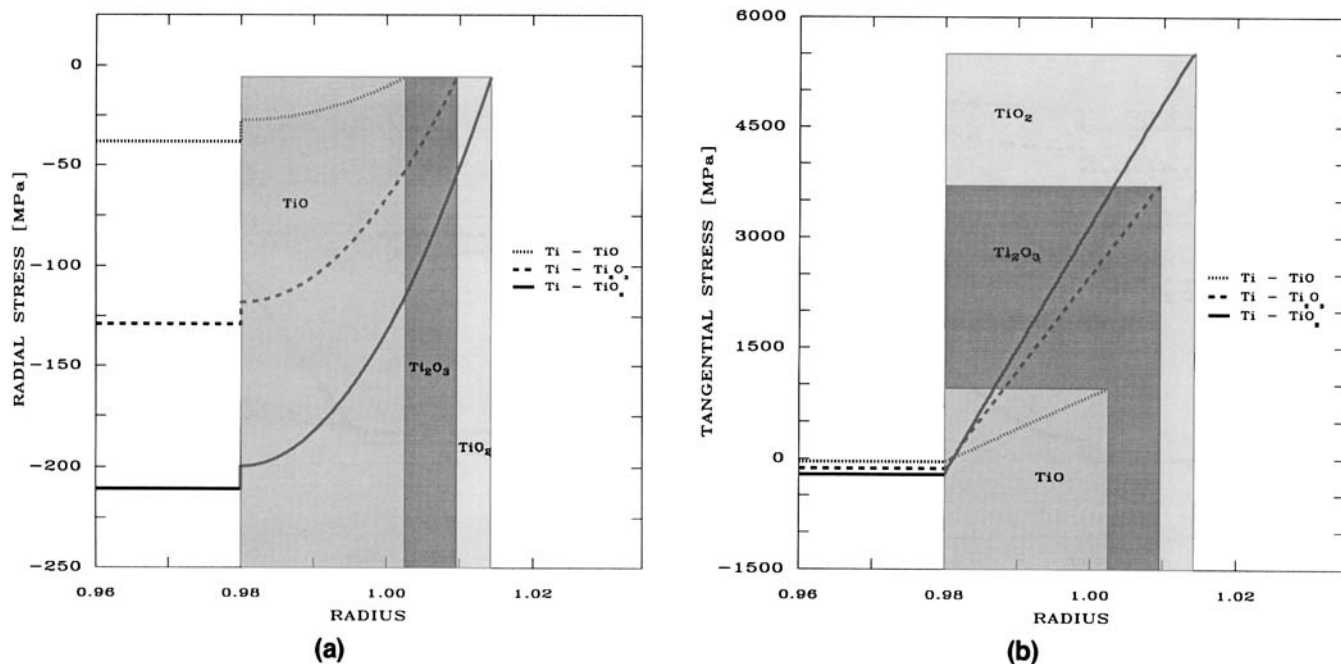 0
−50
−100
−150
−200
−250
RADIAL STRESS [MPa]
TiO
Ti₂O₃
TiO₂
0.96
0.98
1.00
1.02
RADIUS
Ti − TiO
Ti − Ti₂O₃
Ti − TiO₂
(a)
6000
4500
3000
1500
0
−1500
TANGENTIAL STRESS [MPa]
TiO₂
Ti₂O₃
TiO
0.96
0.98
1.00
1.02
RADIUS
Ti − TiO
Ti − Ti₂O₃
Ti − TiO₂
(b)